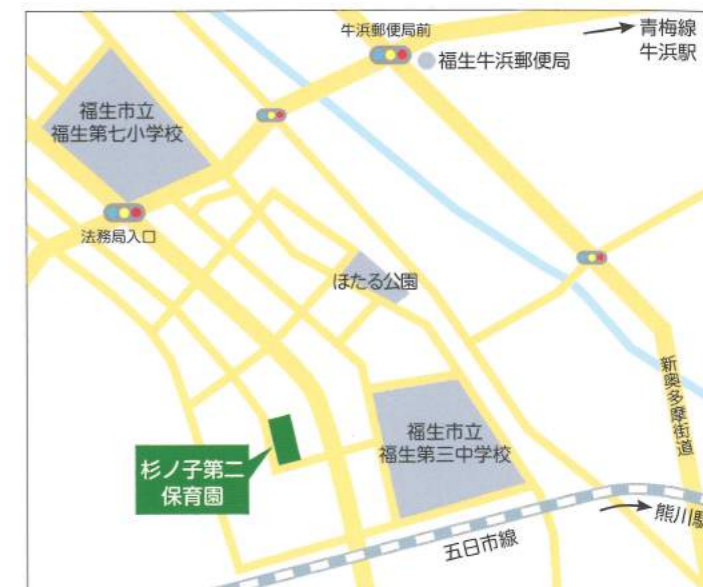 牛浜郵便局前
青梅線
牛浜駅
福生牛浜郵便局
福生市立
福生第七小学校
法務局入口
ほたる公園
新奥多摩街道
福生市立
福生第三中学校
杉ノ子第二
保育園
五日市線
熊川駅